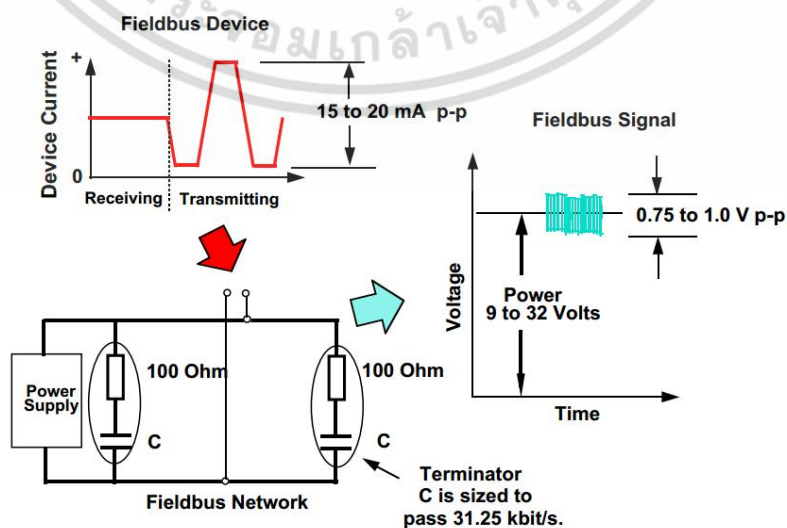 Fieldbus Device
Device Current
+
0
15 to 20 mA p-p
Receiving
Transmitting
Fieldbus Signal
Voltage
0.75 to 1.0 V p-p
Power
9 to 32 Volts
Time
Power
Supply
100 Ohm
C
100 Ohm
C
Fieldbus Network
Terminator
C is sized to
pass 31.25 kbit/s.